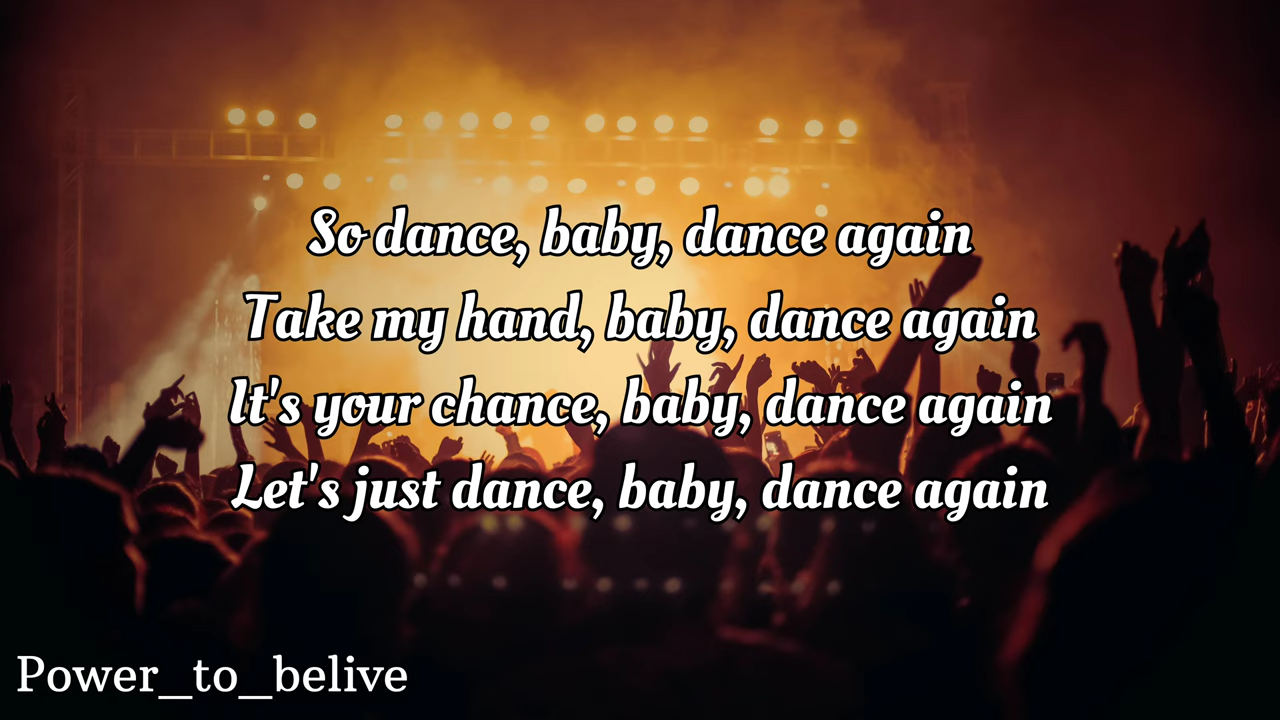 So dance, baby, dance again
Take my hand, baby, dance again
It's your chance, baby, dance again
Let's just dance, baby, dance again
Power_to_belive